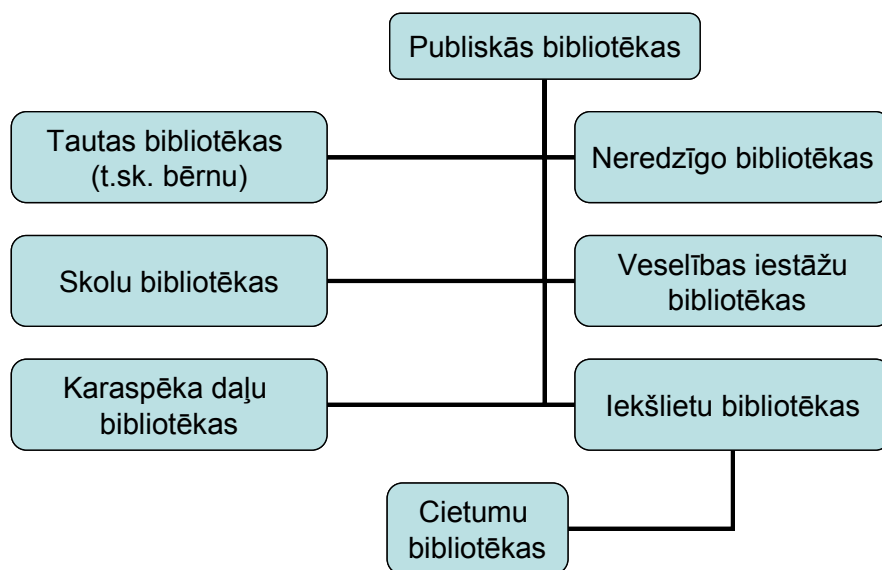 Publiskās bibliotēkas
Tautas bibliotēkas
(t.sk. bērnu)
Neredzīgo bibliotēkas
Skolu bibliotēkas
Veselības iestāžu
bibliotēkas
Karaspēka daļu
bibliotēkas
Iekšlietu bibliotēkas
Cietumu
bibliotēkas